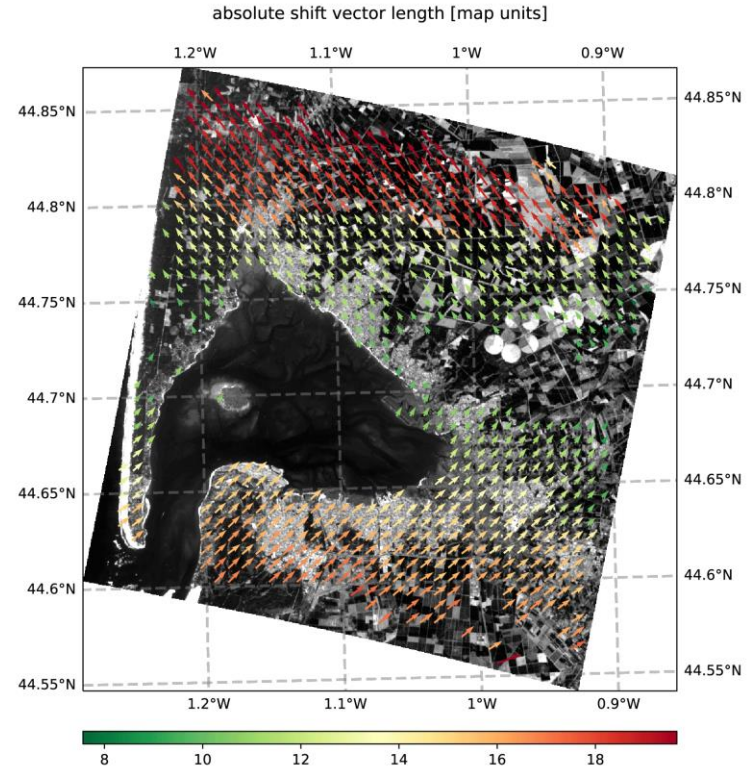 absolute shift vector length [map units]
1.2°W 1.1°W 1°W 0.9°W
44.85°N 44.85°N
44.8°N 44.8°N
44.75°N 44.75°N
44.7°N 44.7°N
44.65°N 44.65°N
44.6°N 44.6°N
44.55°N 44.55°N
1.2°W 1.1°W 1°W 0.9°W
8 10 12 14 16 18